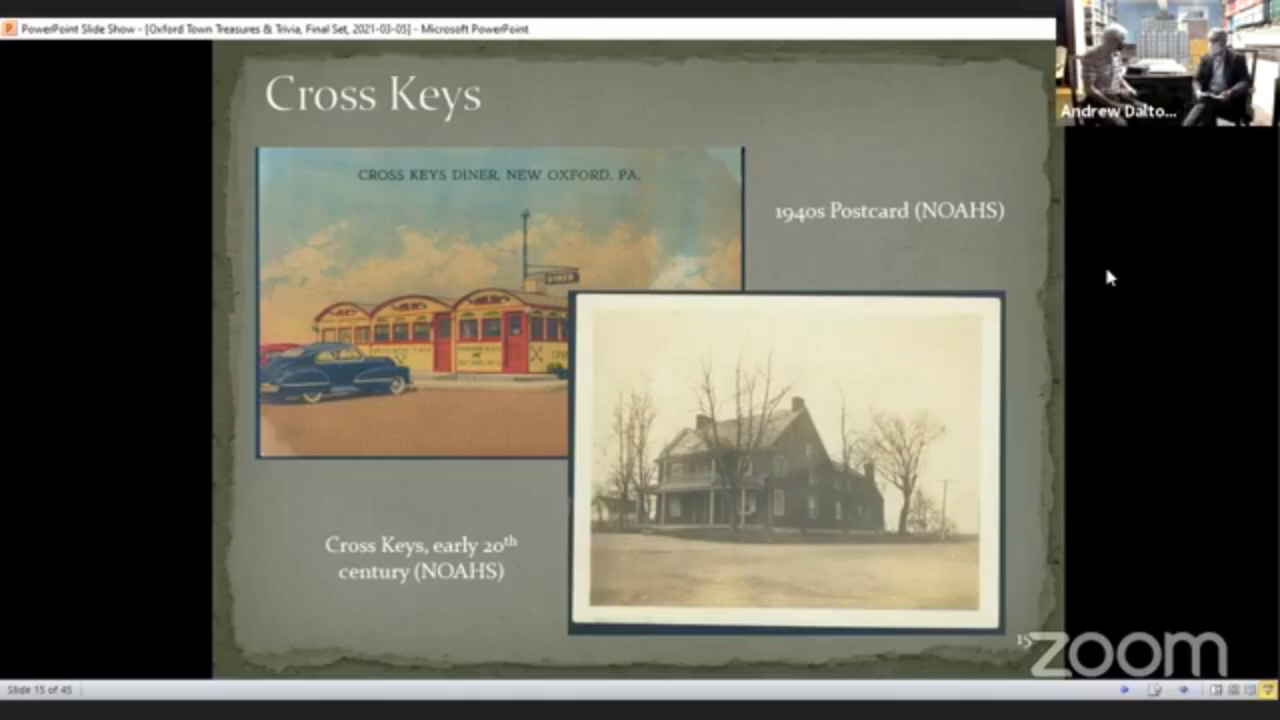 PowerPoint Slide Show - [Oxford Town Treasures & Trivia, Final Set, 2021-03-05] - Microsoft PowerPoint
Andrew Dalto...
Cross Keys
CROSS KEYS DINER, NEW OXFORD, PA.
1940s Postcard (NOAHS)
DINER
Cross Keys, early 20th
century (NOAHS)
15
zoom
Slide 15 of 45